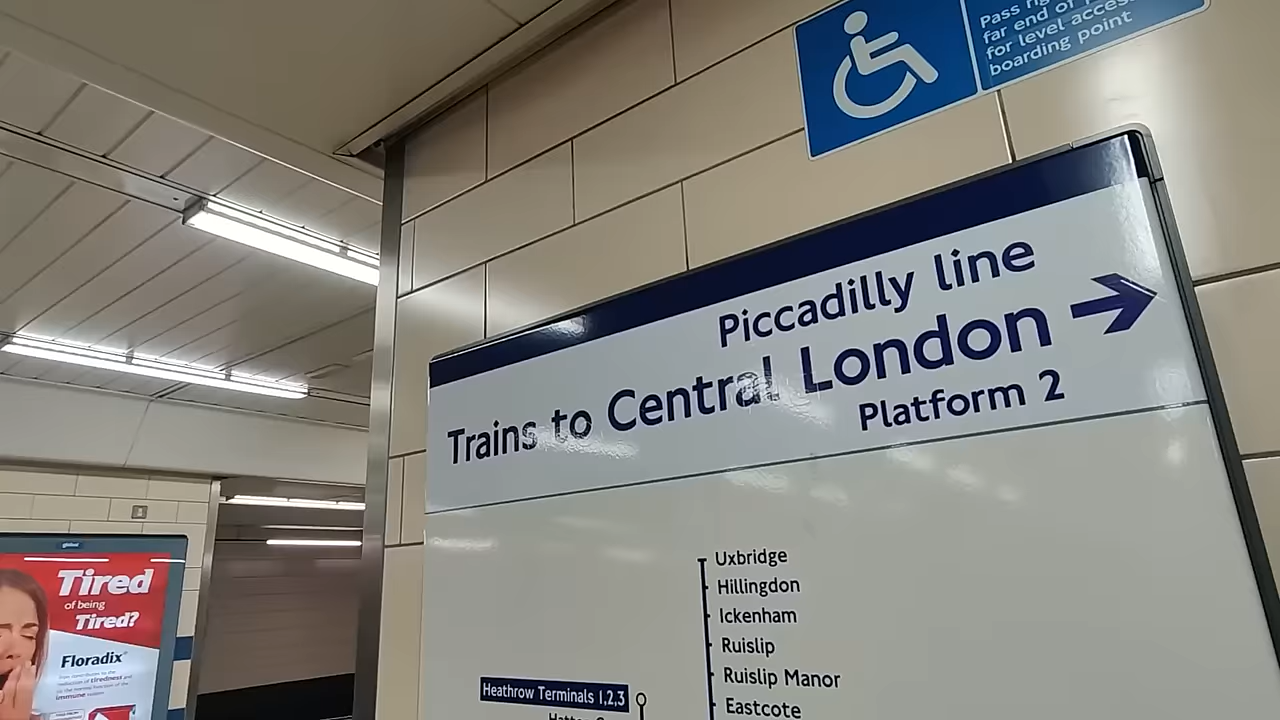 Pass
far end of
for level access
boarding point
Piccadilly line
Trains to Central London
Platform 2
Uxbridge
Hillingdon
Ickenham
Ruislip
Ruislip Manor
Eastcote
Heathrow Terminals 1,2,3
Tired
of being
Tired?
Floradix
tiredness and
immune